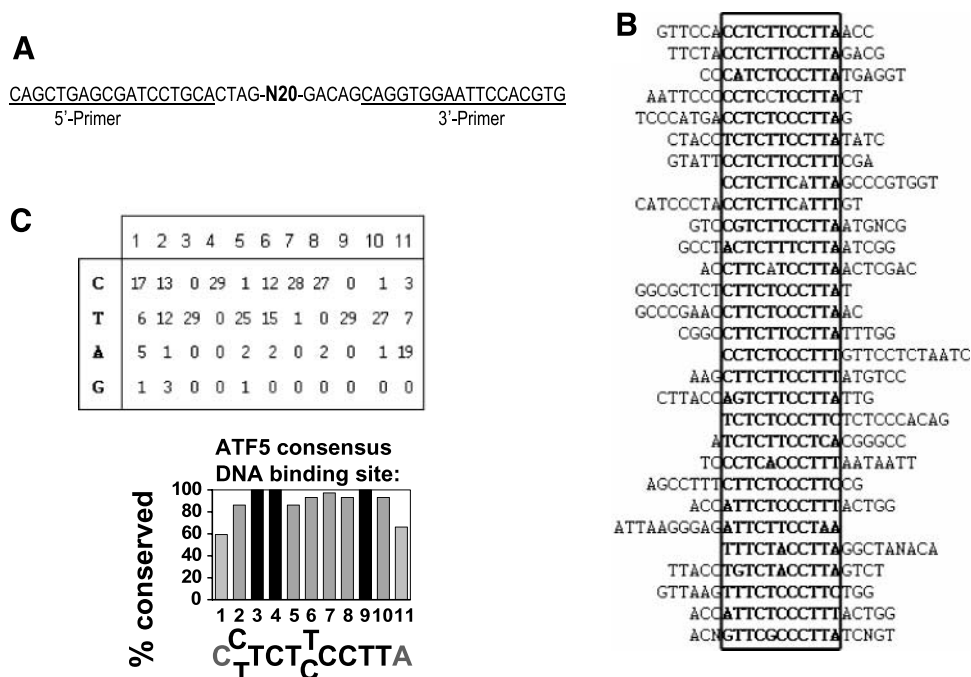 A
CAGCTGAGCGATCCTGCACTAG-N20-GACAGCAGGTGGAATTCCACGTG
5'-Primer 3'-Primer
B
GTTCCACCTCTTCCTTAACC
TTCTACCTCTTCCTTAGACG
CCCATCTCCCTTATGAGGT
AATTCCCCCTCCTCCTTACT
TCCCATGACCTCTCCCTTAG
CTACCTCTCTTCCTTATATC
GTATTCCTCTTCCTTTCGA
CCTCTTCATTAGCCCGTGGT
CATCCCTACCTCTTCATTTGT
GTCCGTCTTCCTTAATGNCG
GCCTACTCTTTCTTAATCGG
ACCTTCATCCTTAACTCGAC
GGCGCTCTCTTCTCCCTTAT
GCCCGAACCTTCTCCCTTAAC
CGGCCTTCTTCCTTATTTGG
CCTCTCCCTTTGTTCCTCTAATC
AAGCTTCTTCCTTTATGTCC
CTTACCAGTCTTCCTTATTG
TCTCTCCCTTCTCTCCCACAG
ATCTCTTCCTCACGGGCC
TCCCTCACCCTTTAATAATT
AGCCTTTCTTCTCCCTTCCG
ACCATTCTCCCTTTACTGG
ATTAAGGGAGATTCTTCCTAA
TTTCTACCTTAGGCTANACA
TTACCTGTCTACCTTAGTCT
GTTAAGTTTCTCCCTTCTGG
ACCATTCTCCCTTTACTGG
ACNGTTCGCCCTTATCNGT
C
1 2 3 4 5 6 7 8 9 10 11
C 17 13 0 29 1 12 28 27 0 1 3
T 6 12 29 0 25 15 1 0 29 27 7
A 5 1 0 0 2 2 0 2 0 1 19
G 1 3 0 0 1 0 0 0 0 0 0
ATF5 consensus
DNA binding site:
% conserved
100
80
60
40
20
0
1 2 3 4 5 6 7 8 9 10 11
C T
C TCT CCTTA
T C